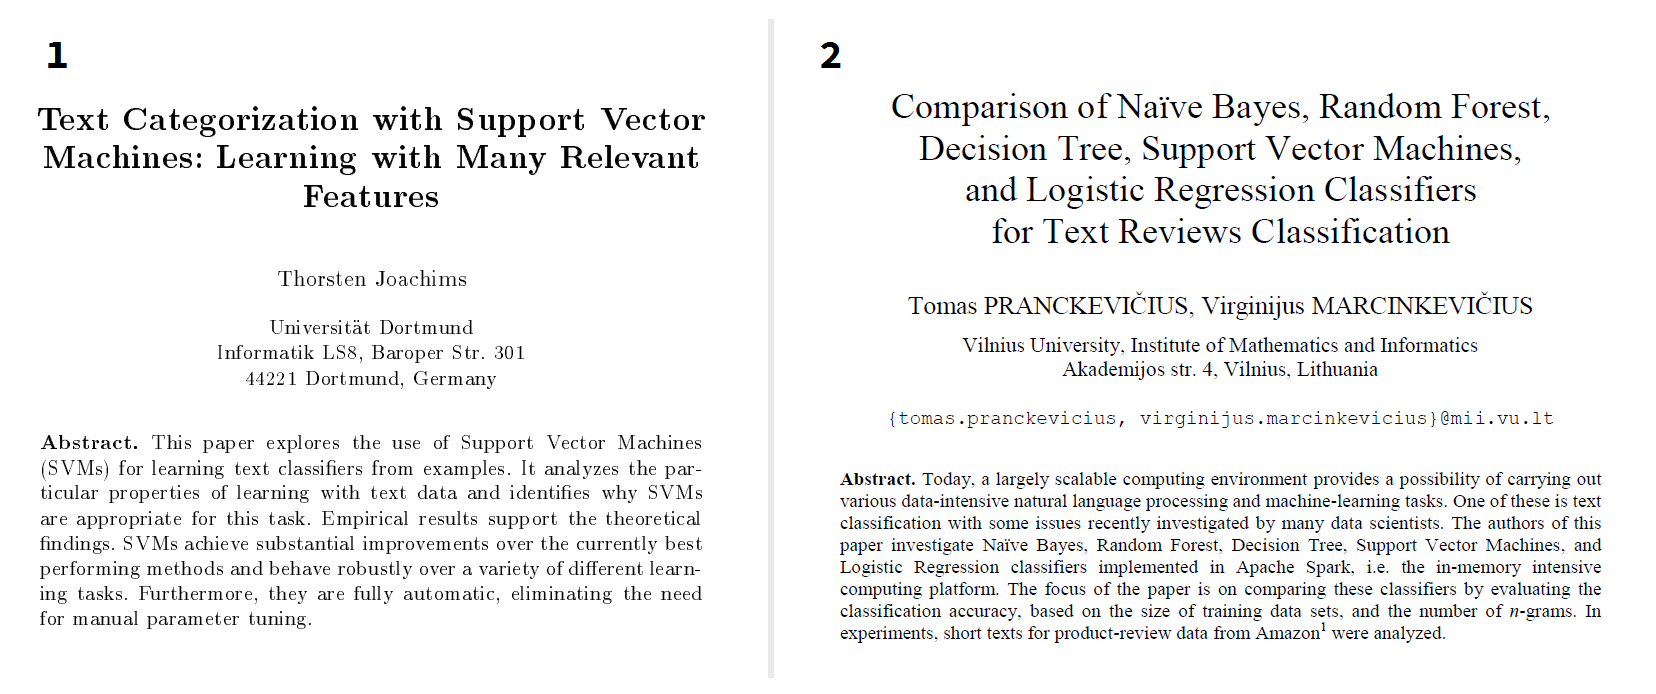 1
Text Categorization with Support Vector
Machines: Learning with Many Relevant
Features
Thorsten Joachims
Universität Dortmund
Informatik LS8, Baroper Str. 301
44221 Dortmund, Germany
Abstract. This paper explores the use of Support Vector Machines
(SVMs) for learning text classifiers from examples. It analyzes the par-
ticular properties of learning with text data and identifies why SVMs
are appropriate for this task. Empirical results support the theoretical
findings. SVMs achieve substantial improvements over the currently best
performing methods and behave robustly over a variety of different learn-
ing tasks. Furthermore, they are fully automatic, eliminating the need
for manual parameter tuning.
2
Comparison of Naïve Bayes, Random Forest,
Decision Tree, Support Vector Machines,
and Logistic Regression Classifiers
for Text Reviews Classification
Tomas PRANCKEVIČIUS, Virginijus MARCINKEVIČIUS
Vilnius University, Institute of Mathematics and Informatics
Akademijos str. 4, Vilnius, Lithuania
{tomas.pranckevicius, virginijus.marcinkevicius}@mii.vu.lt
Abstract. Today, a largely scalable computing environment provides a possibility of carrying out
various data-intensive natural language processing and machine-learning tasks. One of these is text
classification with some issues recently investigated by many data scientists. The authors of this
paper investigate Naïve Bayes, Random Forest, Decision Tree, Support Vector Machines, and
Logistic Regression classifiers implemented in Apache Spark, i.e. the in-memory intensive
computing platform. The focus of the paper is on comparing these classifiers by evaluating the
classification accuracy, based on the size of training data sets, and the number of n-grams. In
experiments, short texts for product-review data from Amazon¹ were analyzed.